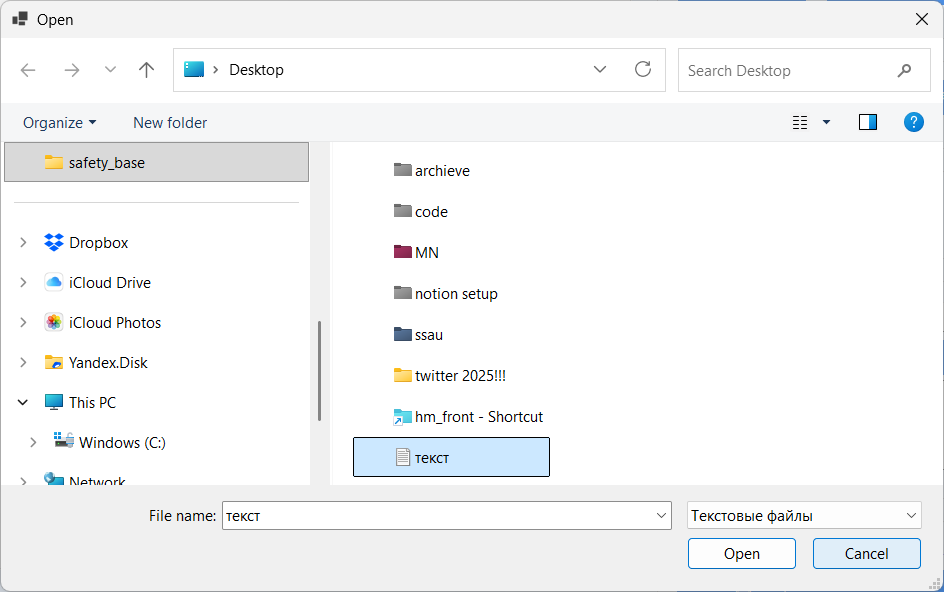 Open
Desktop
Search Desktop
Organize
New folder
safety_base
Dropbox
iCloud Drive
iCloud Photos
Yandex.Disk
This PC
Windows (C:)
Network
archieve
code
MN
notion setup
ssau
twitter 2025!!!
hm_front - Shortcut
текст
File name: текст
Текстовые файлы
Open
Cancel